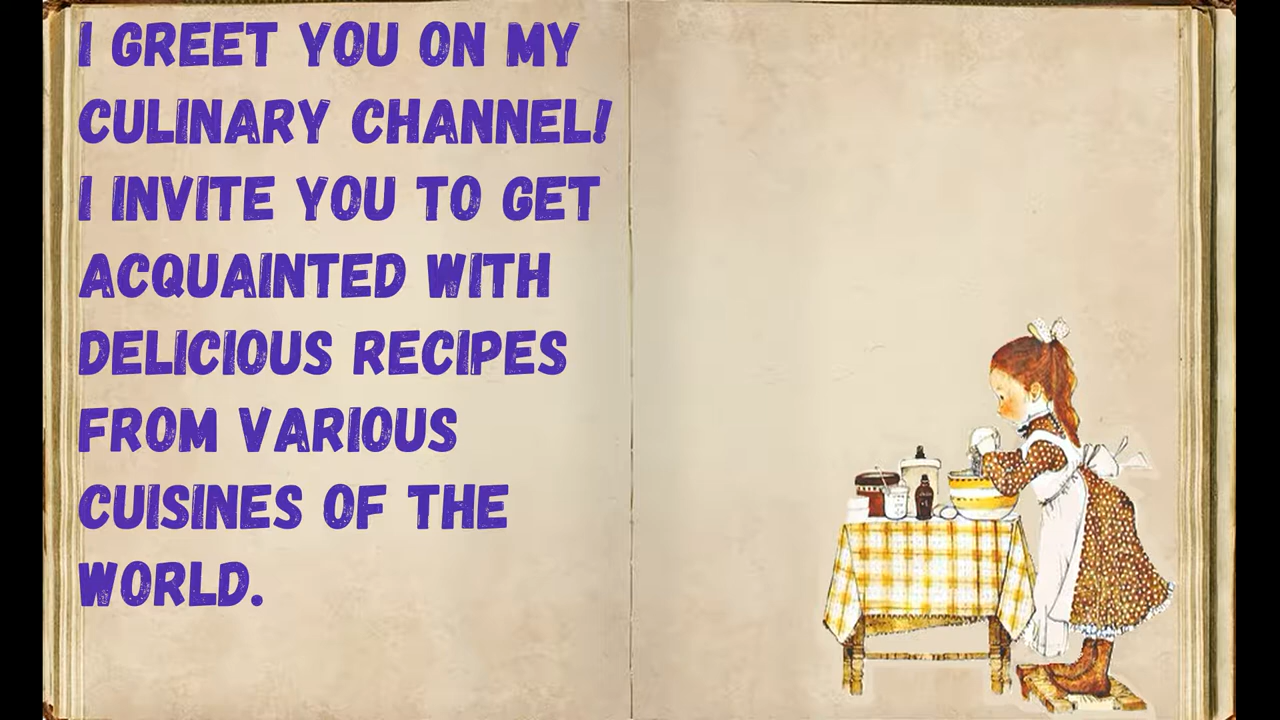 I GREET YOU ON MY
CULINARY CHANNEL!
I INVITE YOU TO GET
ACQUAINTED WITH
DELICIOUS RECIPES
FROM VARIOUS
CUISINES OF THE
WORLD.